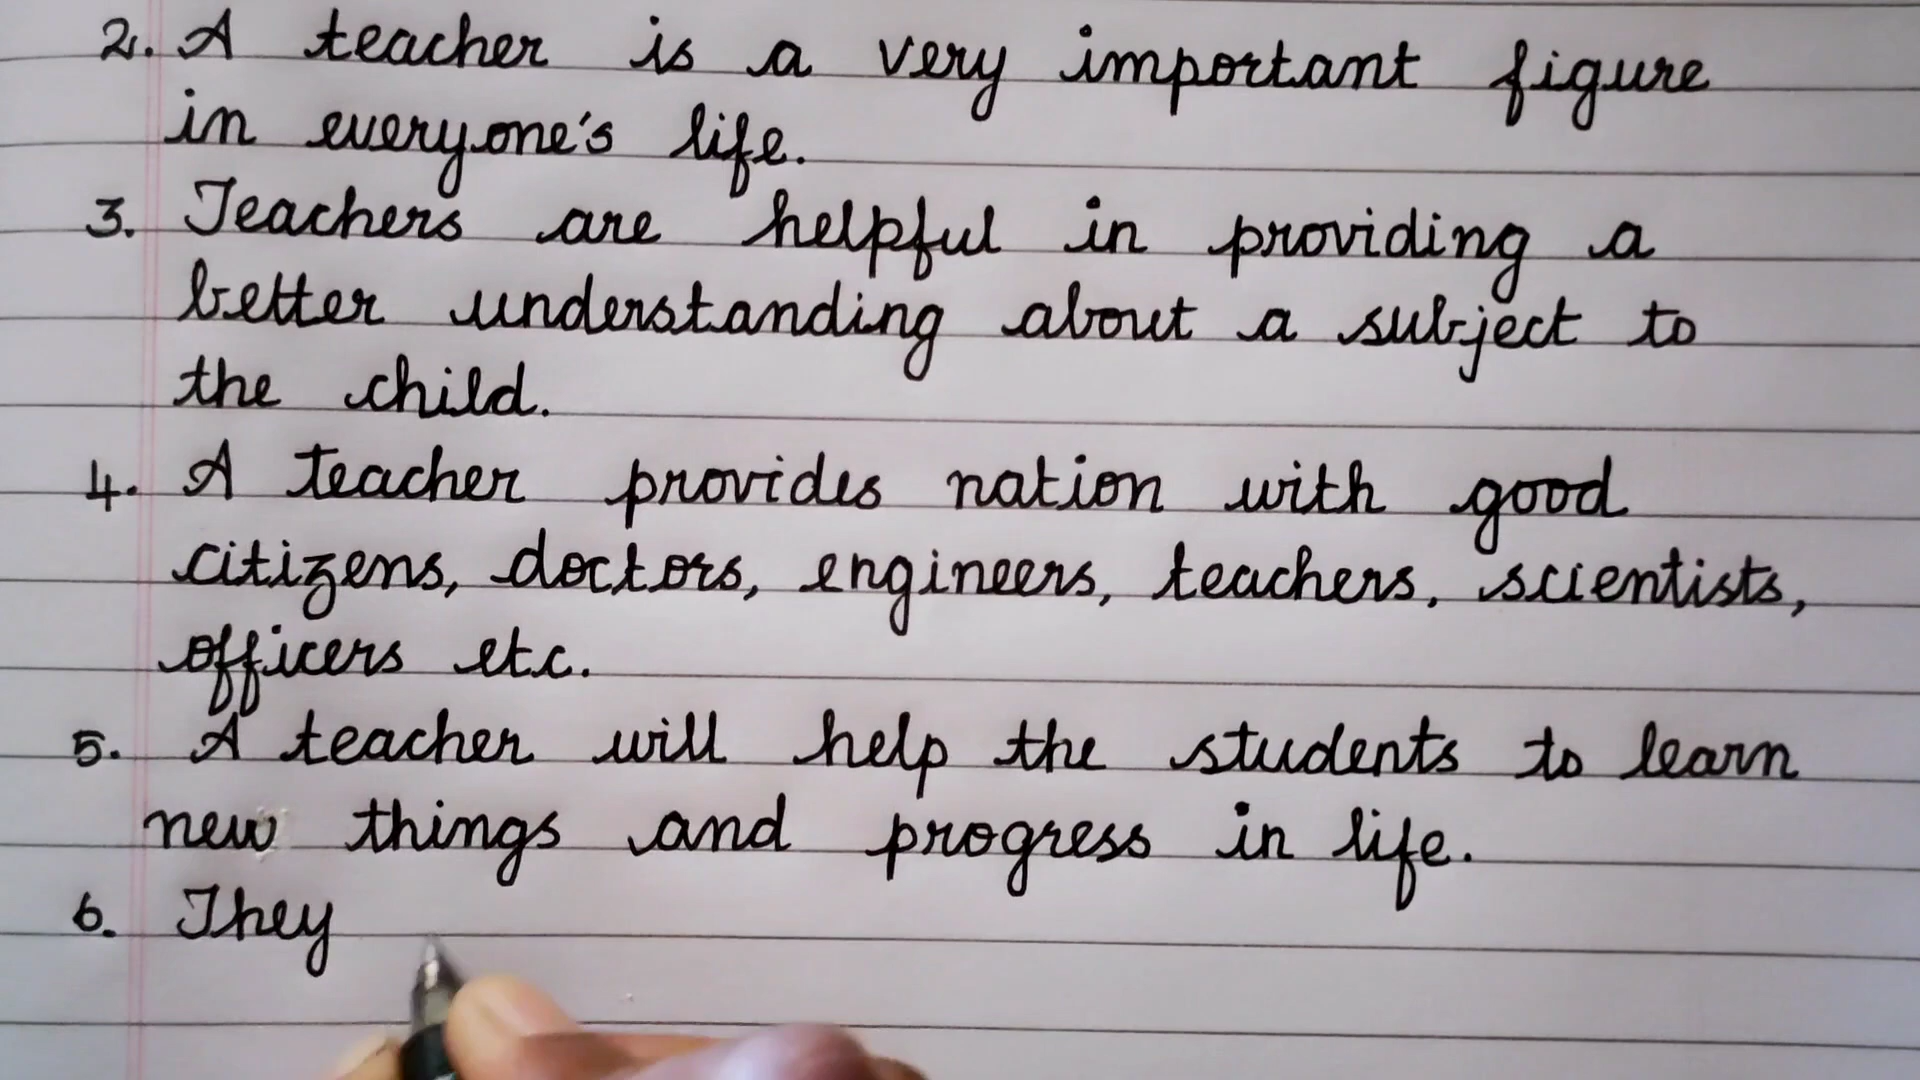 2. A teacher is a very important figure
in everyone's life.
3. Teachers are helpful in providing a
better understanding about a subject to
the child.
4. A teacher provides nation with good
citizens, doctors, engineers, teachers, scientists,
officers etc.
5. A teacher will help the students to learn
new things and progress in life.
6. They